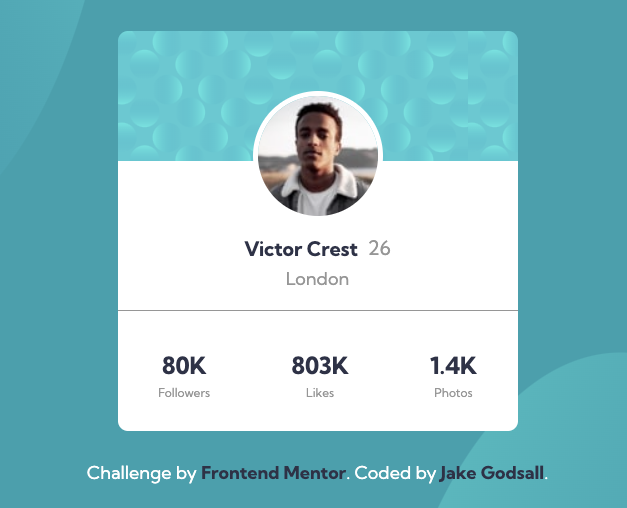 Victor Crest 26
London
80K 803K 1.4K
Followers Likes Photos
Challenge by Frontend Mentor. Coded by Jake Godsall.